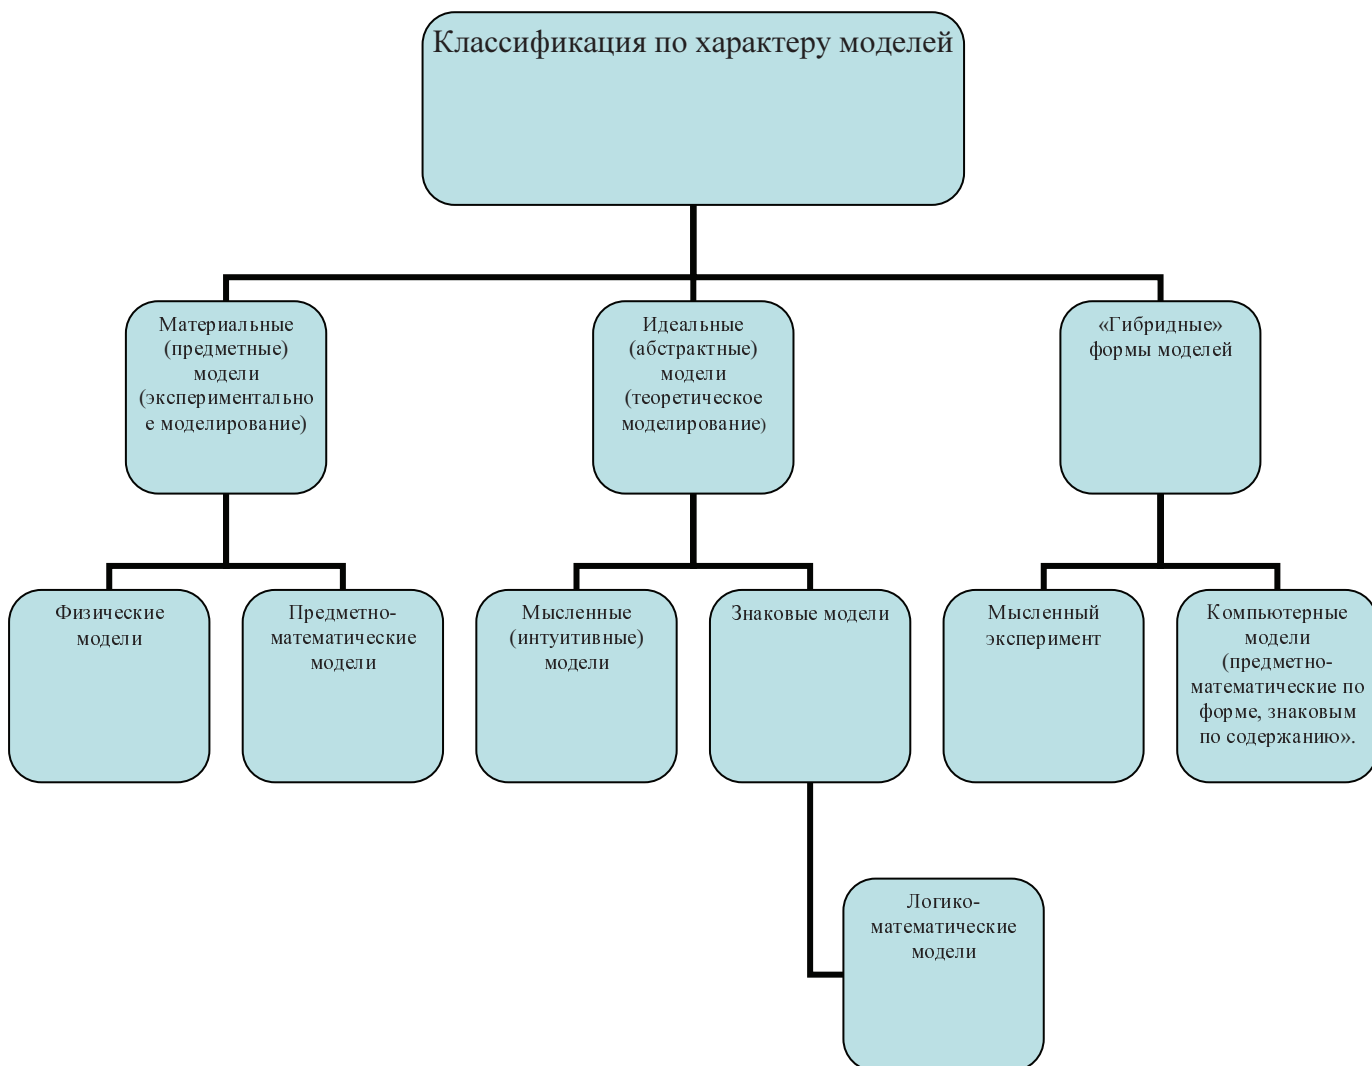 Классификация по характеру моделей
Материальные
(предметные)
модели
(экспериментально
е моделирование)
Идеальные
(абстрактные)
модели
(теоретическое
моделирование)
«Гибридные»
формы моделей
Физические
модели
Предметно-
математические
модели
Мысленные
(интуитивные)
модели
Знаковые модели
Мысленный
эксперимент
Компьютерные
модели
(предметно-
математические по
форме, знаковым
по содержанию».
Логико-
математические
модели